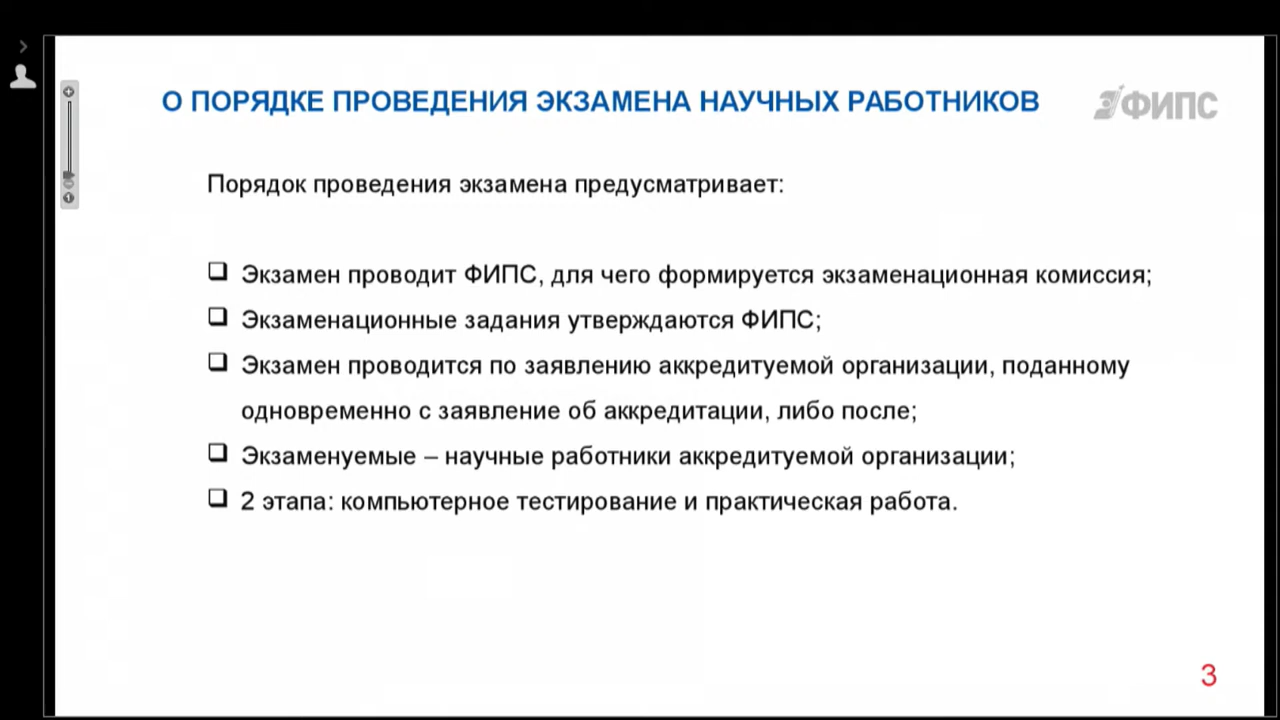 О ПОРЯДКЕ ПРОВЕДЕНИЯ ЭКЗАМЕНА НАУЧНЫХ РАБОТНИКОВ
ФИПС
Порядок проведения экзамена предусматривает:
Экзамен проводит ФИПС, для чего формируется экзаменационная комиссия;
Экзаменационные задания утверждаются ФИПС;
Экзамен проводится по заявлению аккредитуемой организации, поданному
одновременно с заявление об аккредитации, либо после;
Экзаменуемые – научные работники аккредитуемой организации;
2 этапа: компьютерное тестирование и практическая работа.
3